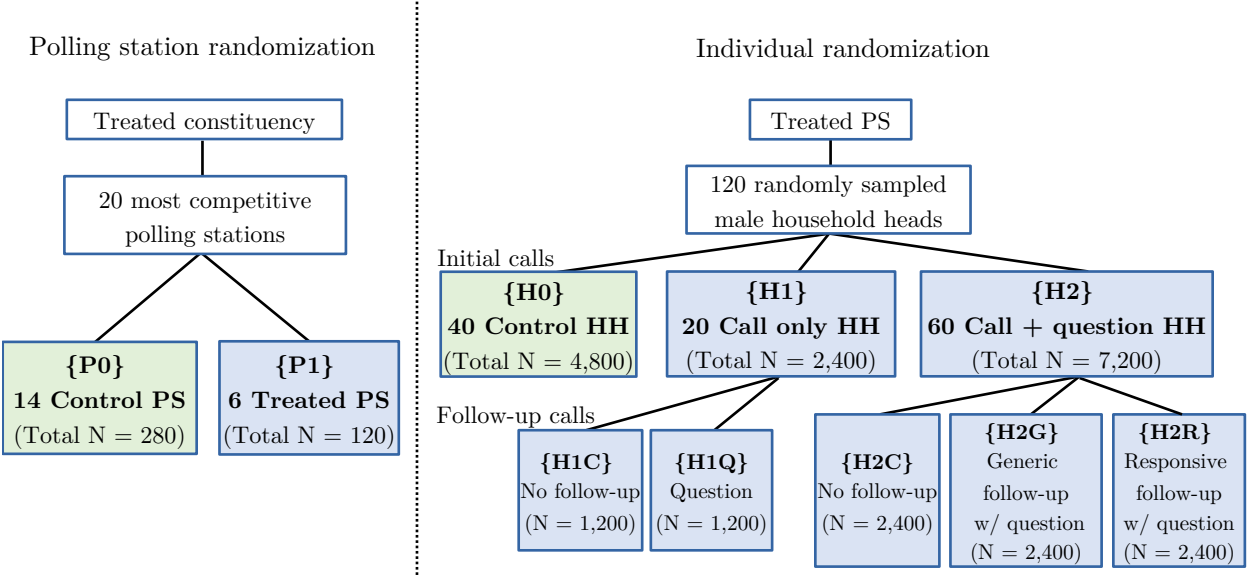 Polling station randomization
Treated constituency
20 most competitive
polling stations
{P0}
14 Control PS
(Total N = 280)
{P1}
6 Treated PS
(Total N = 120)
Individual randomization
Treated PS
120 randomly sampled
male household heads
Initial calls
{H0}
40 Control HH
(Total N = 4,800)
{H1}
20 Call only HH
(Total N = 2,400)
{H2}
60 Call + question HH
(Total N = 7,200)
Follow-up calls
{H1C}
No follow-up
(N = 1,200)
{H1Q}
Question
(N = 1,200)
{H2C}
No follow-up
(N = 2,400)
{H2G}
Generic
follow-up
w/ question
(N = 2,400)
{H2R}
Responsive
follow-up
w/ question
(N = 2,400)